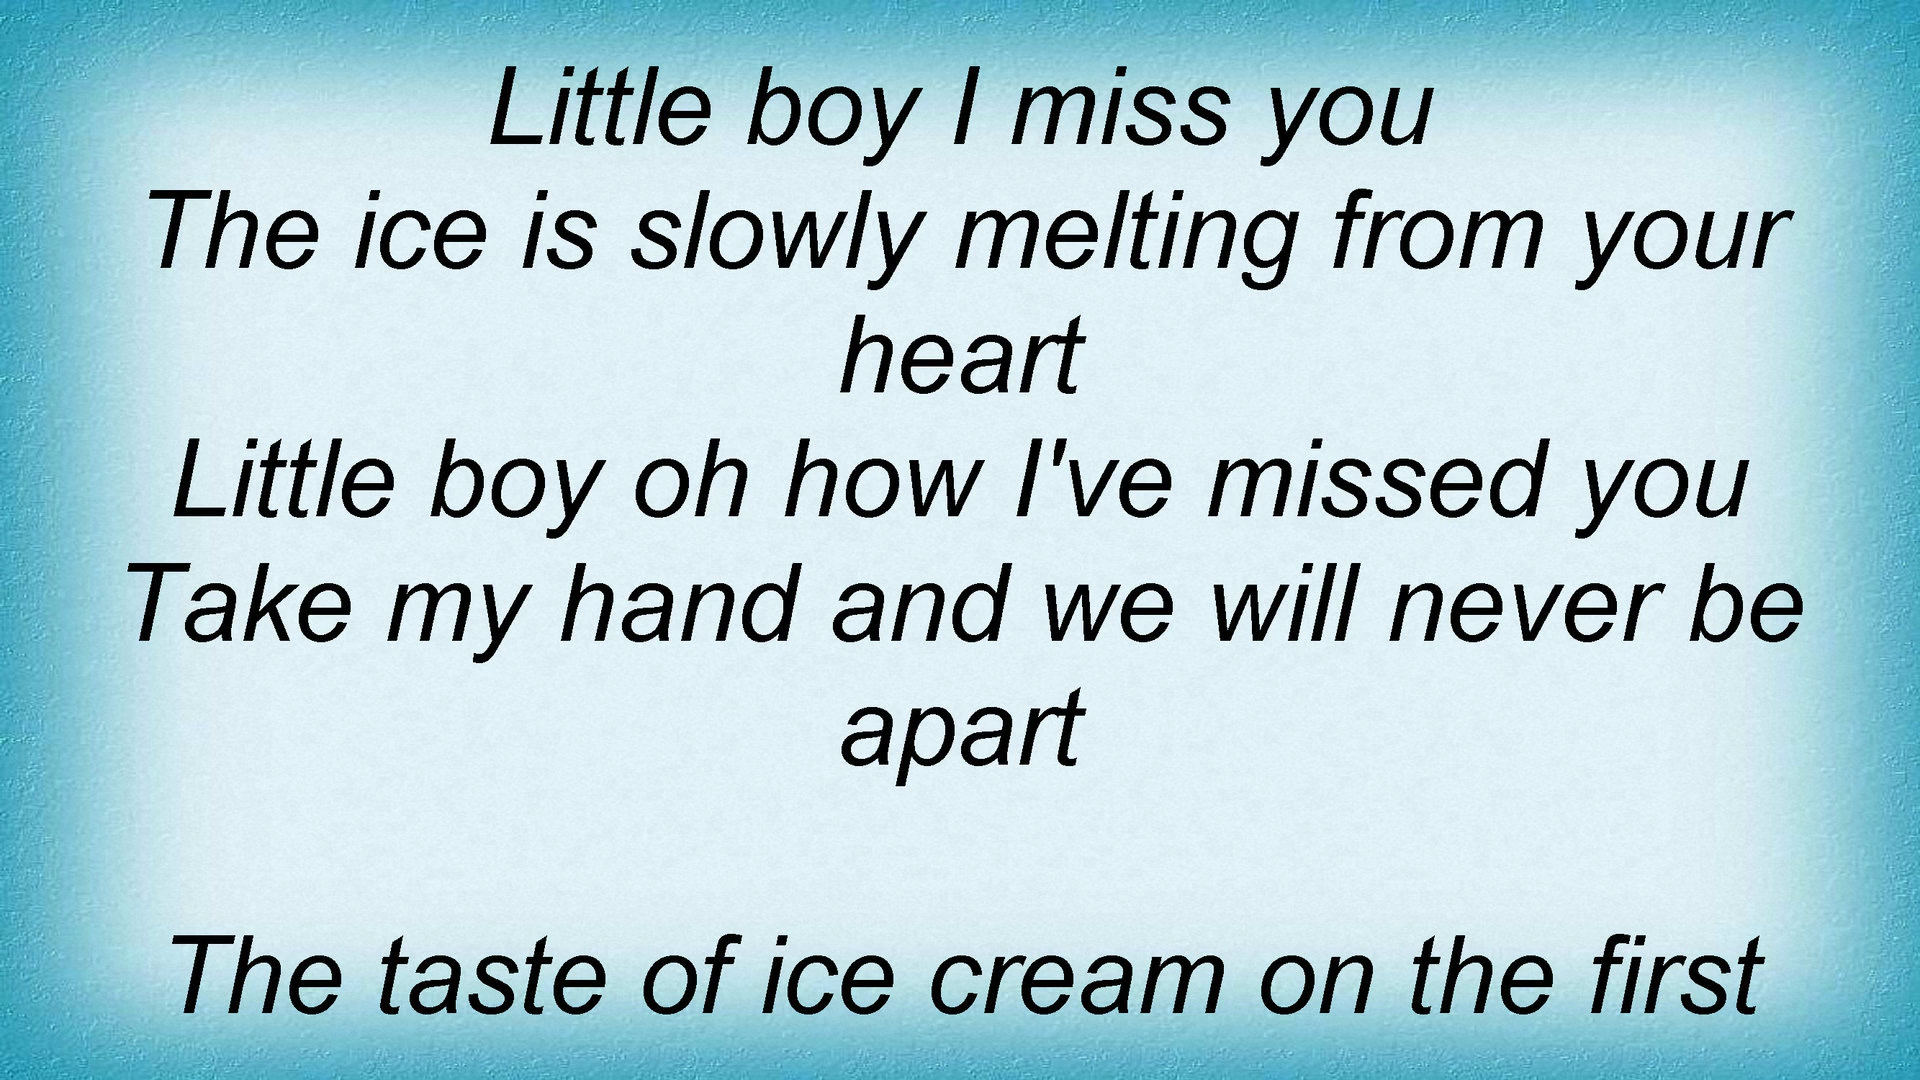 Little boy I miss you
The ice is slowly melting from your
heart
Little boy oh how I've missed you
Take my hand and we will never be
apart
The taste of ice cream on the first